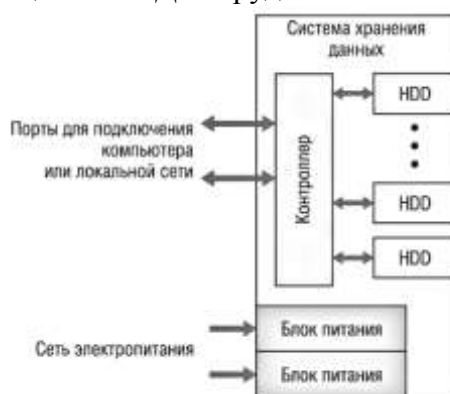 Система хранения
данных
HDD
Порты для подключения
компьютера
или локальной сети
Контроллер
HDD
HDD
Блок питания
Сеть электропитания
Блок питания